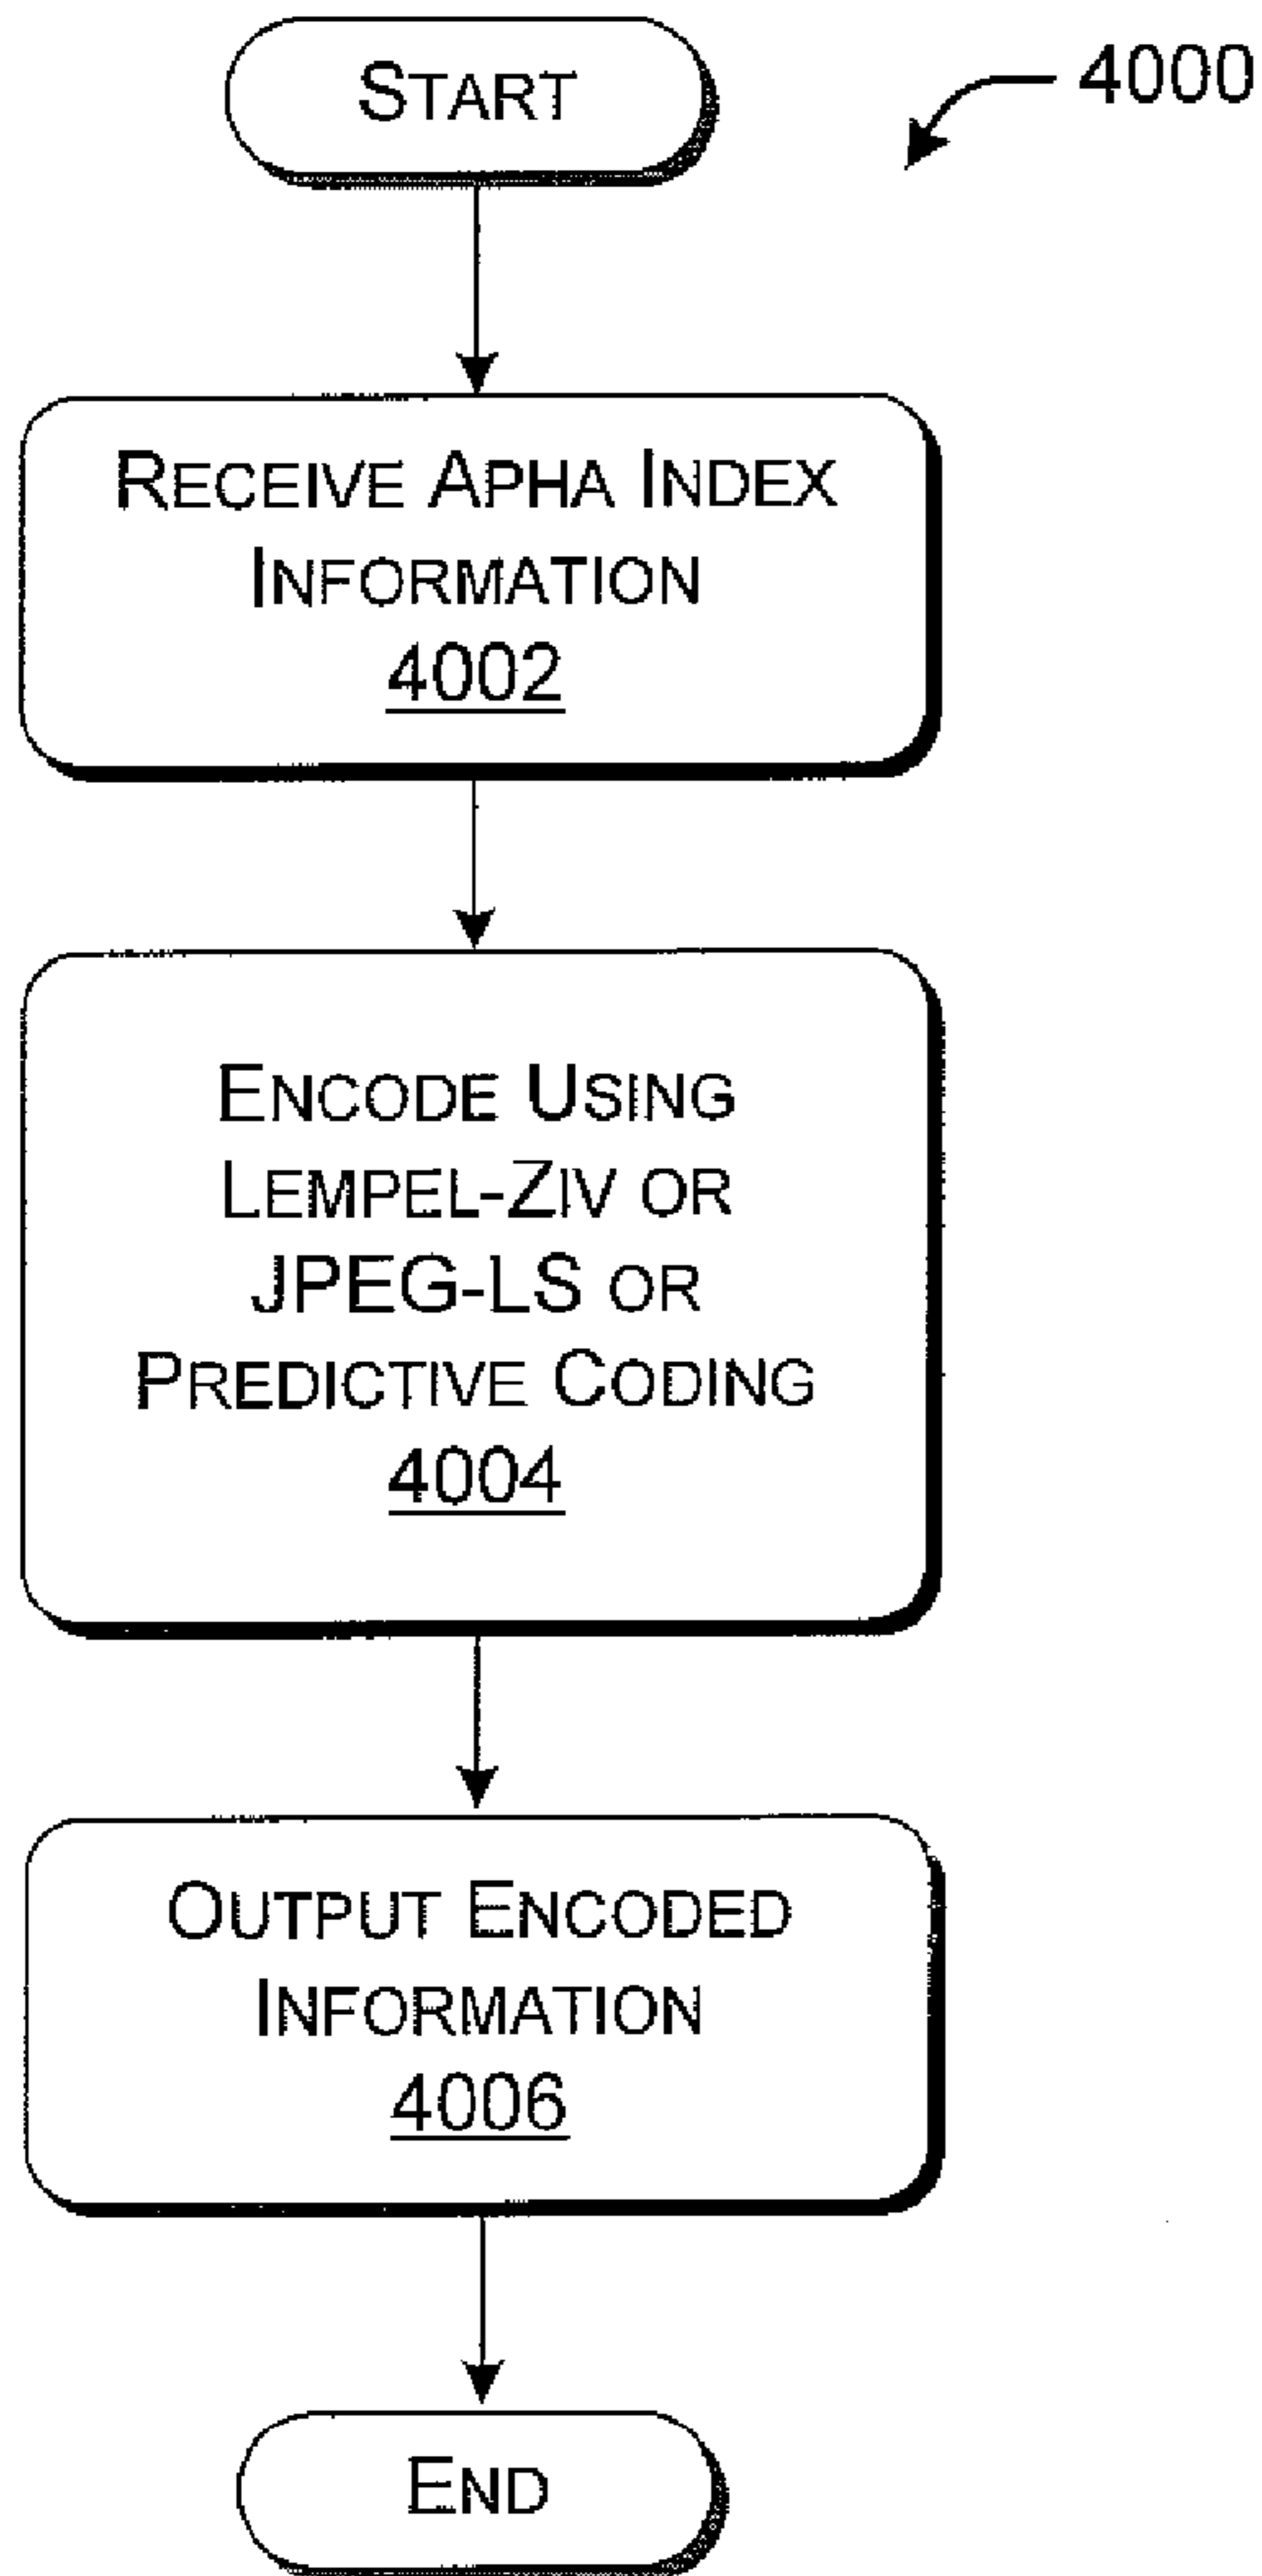 START
4000
RECEIVE APHA INDEX
INFORMATION
4002
ENCODE USING
LEMPEL-ZIV OR
JPEG-LS OR
PREDICTIVE CODING
4004
OUTPUT ENCODED
INFORMATION
4006
END